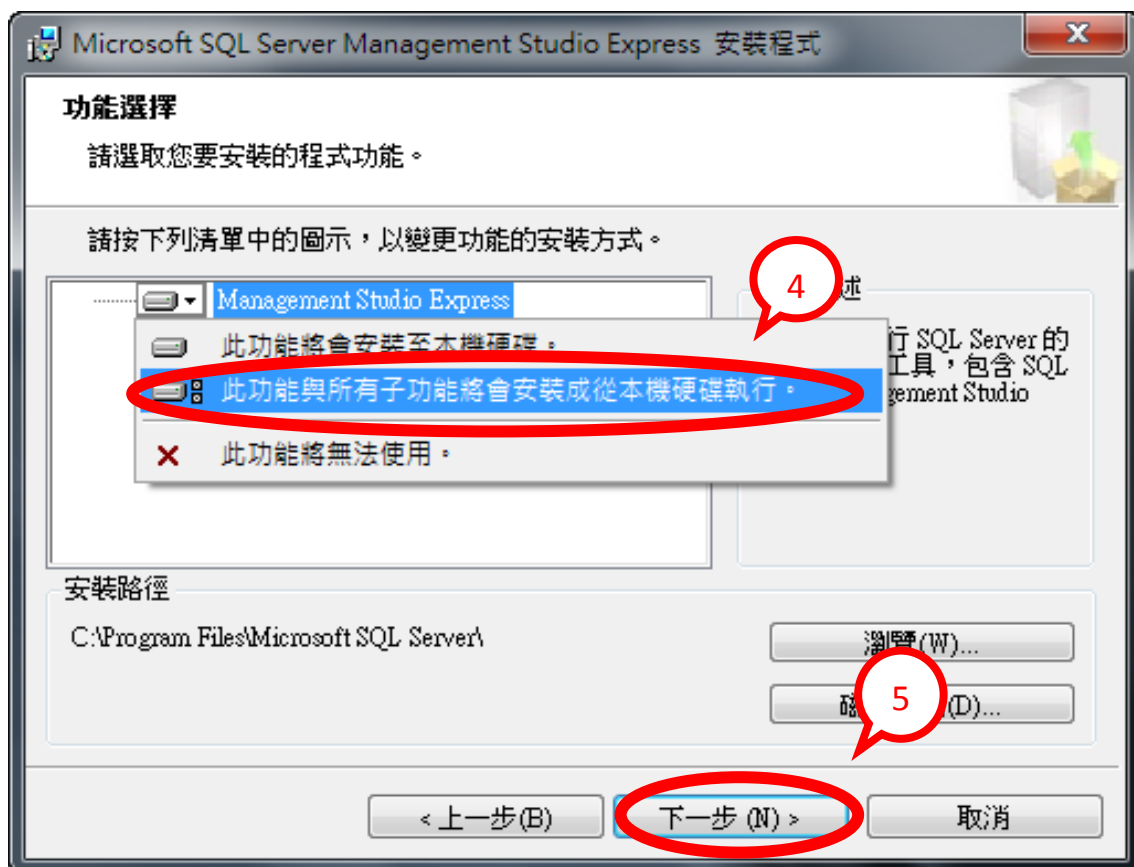 Microsoft SQL Server Management Studio Express 安裝程式
功能選擇
請選取您要安裝的程式功能。
請按下列清單中的圖示，以變更功能的安裝方式。
Management Studio Express
4
述
此功能將會安裝至本機硬碟。
行 SQL Server 的
此功能與所有子功能將會安裝成從本機硬碟執行。
工具，包含 SQL
gement Studio
此功能將無法使用。
安裝路徑
C:\Program Files\Microsoft SQL Server\
瀏覽(W)...
5
(D)...
<上一步(B)
下一步 (N) >
取消